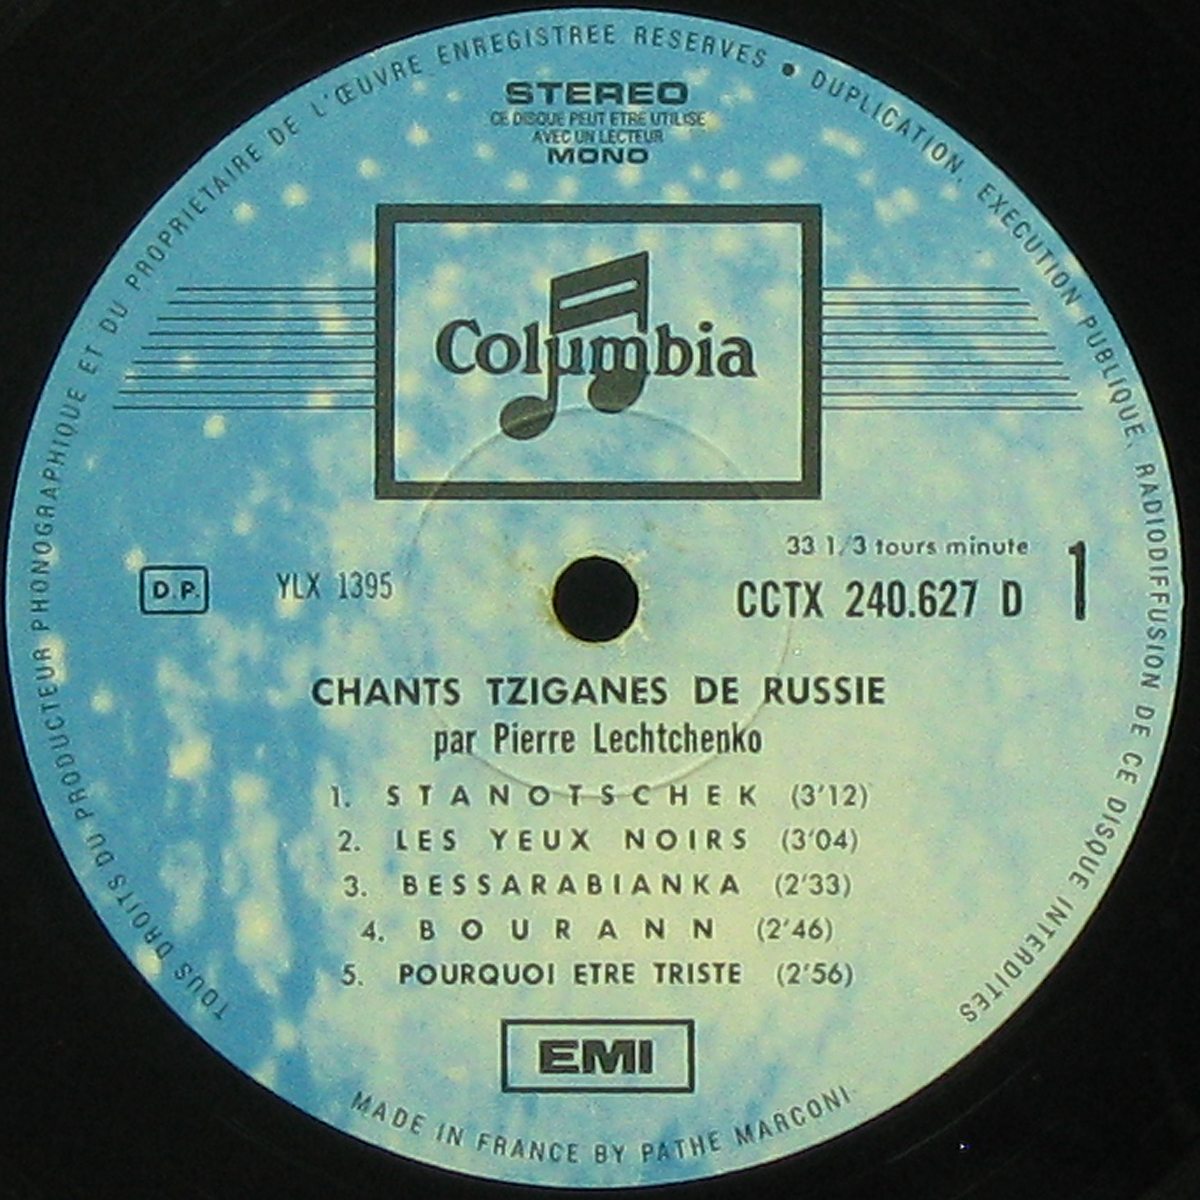 TOUS DROITS DU PRODUCTEUR PHONOGRAPHIQUE ET DU PROPRIETAIRE DE L'ŒUVRE ENREGISTREE RESERVES • DUPLICATION, EXECUTION PUBLIQUE, RADIODIFFUSION DE CE DISQUE INTERDITES
STEREO
CE DISQUE PEUT ETRE UTILISE
AVEC UN LECTEUR
MONO
Columbia
33 1/3 tours minute
D.P. YLX 1395 CCTX 240.627 D 1
CHANTS TZIGANES DE RUSSIE
par Pierre Lechtchenko
1. STANOTSCHEK (3'12)
2. LES YEUX NOIRS (3'04)
3. BESSARABIANKA (2'33)
4. BOURANN (2'46)
5. POURQUOI ETRE TRISTE (2'56)
EMI
MADE IN FRANCE BY PATHE MARCONI